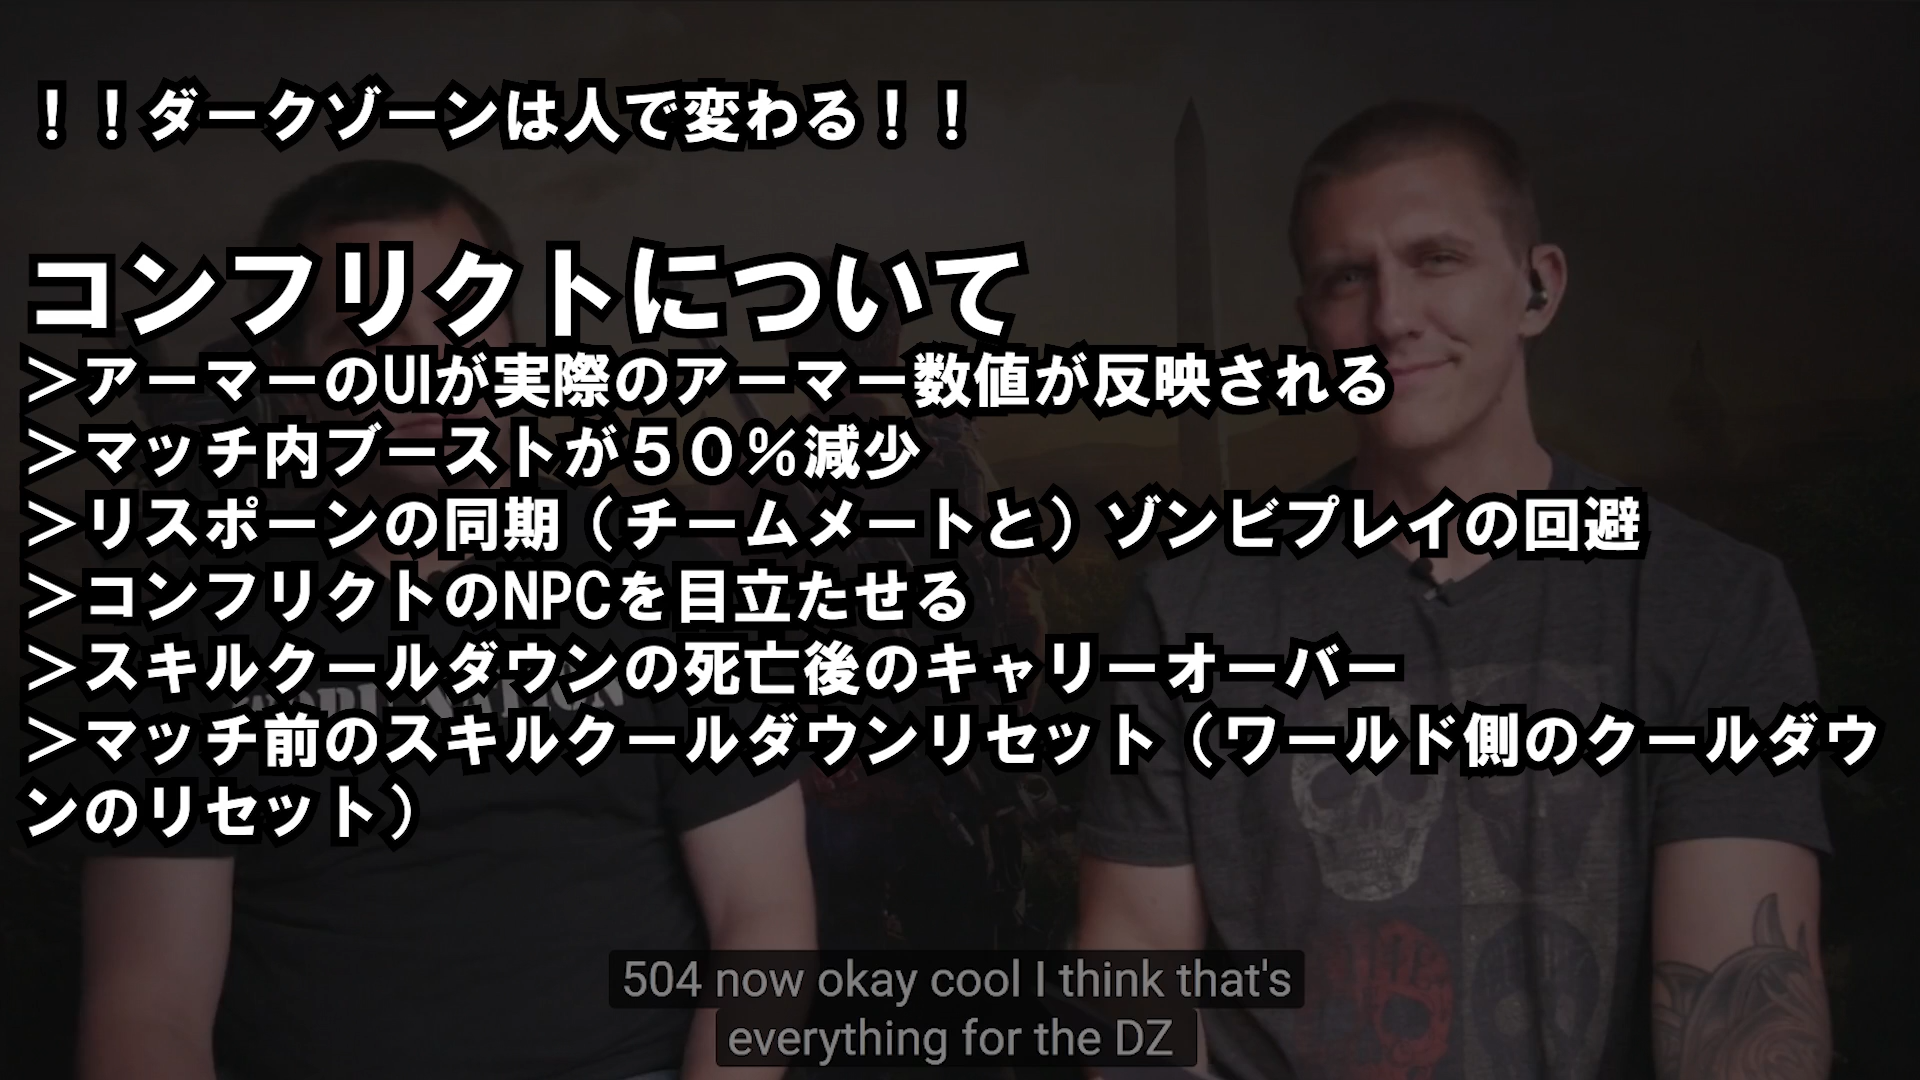 ！！ダークゾーンは人で変わる！！
コンフリクトについて
＞アーマーのUIが実際のアーマー数値が反映される
＞マッチ内ブーストが５０％減少
＞リスポーンの同期（チームメートと）ゾンビプレイの回避
＞コンフリクトのNPCを目立たせる
＞スキルクールダウンの死亡後のキャリーオーバー
＞マッチ前のスキルクールダウンリセット（ワールド側のクールダウ
ンのリセット）
504 now okay cool I think that's
everything for the DZ